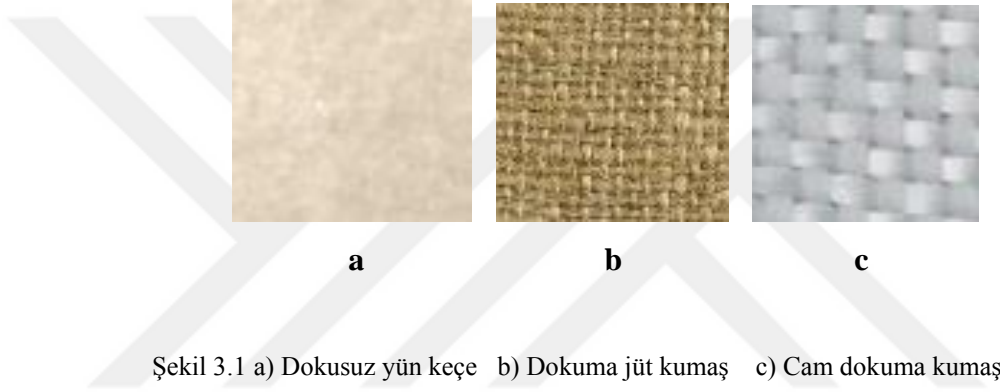 a b c
Şekil 3.1 a) Dokusuz yün keçe b) Dokuma jüt kumaş c) Cam dokuma kumaş